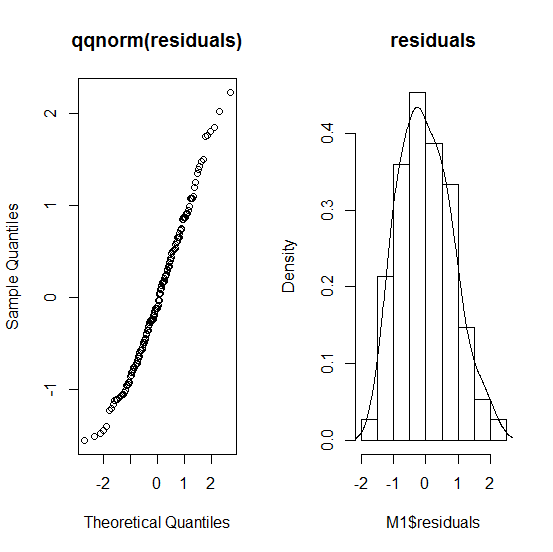 qqnorm(residuals)
Sample Quantiles
2
1
0
-1
-2 0 1 2
Theoretical Quantiles
residuals
Density
0.4
0.3
0.2
0.1
0.0
-2 -1 0 1 2
M1$residuals